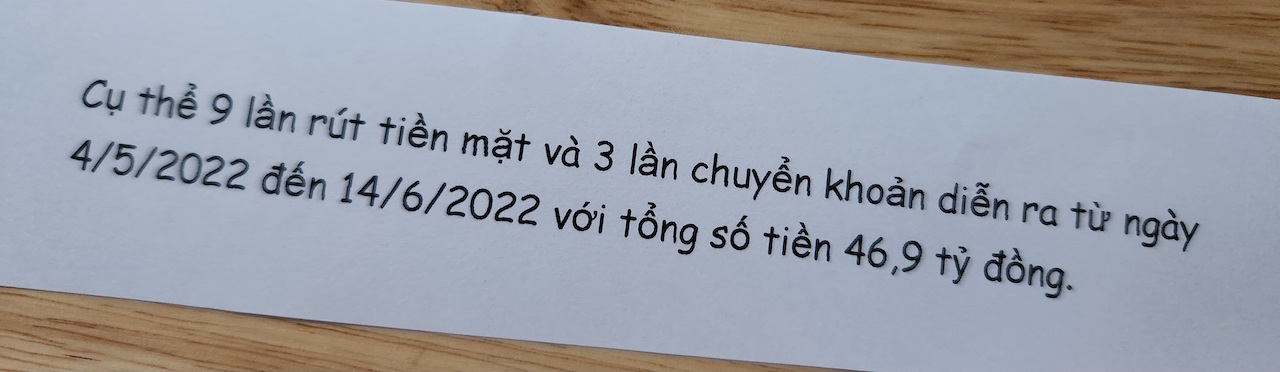 Cụ thể 9 lần rút tiền mặt và 3 lần chuyển khoản diễn ra từ ngày
4/5/2022 đến 14/6/2022 với tổng số tiền 46,9 tỷ đồng.